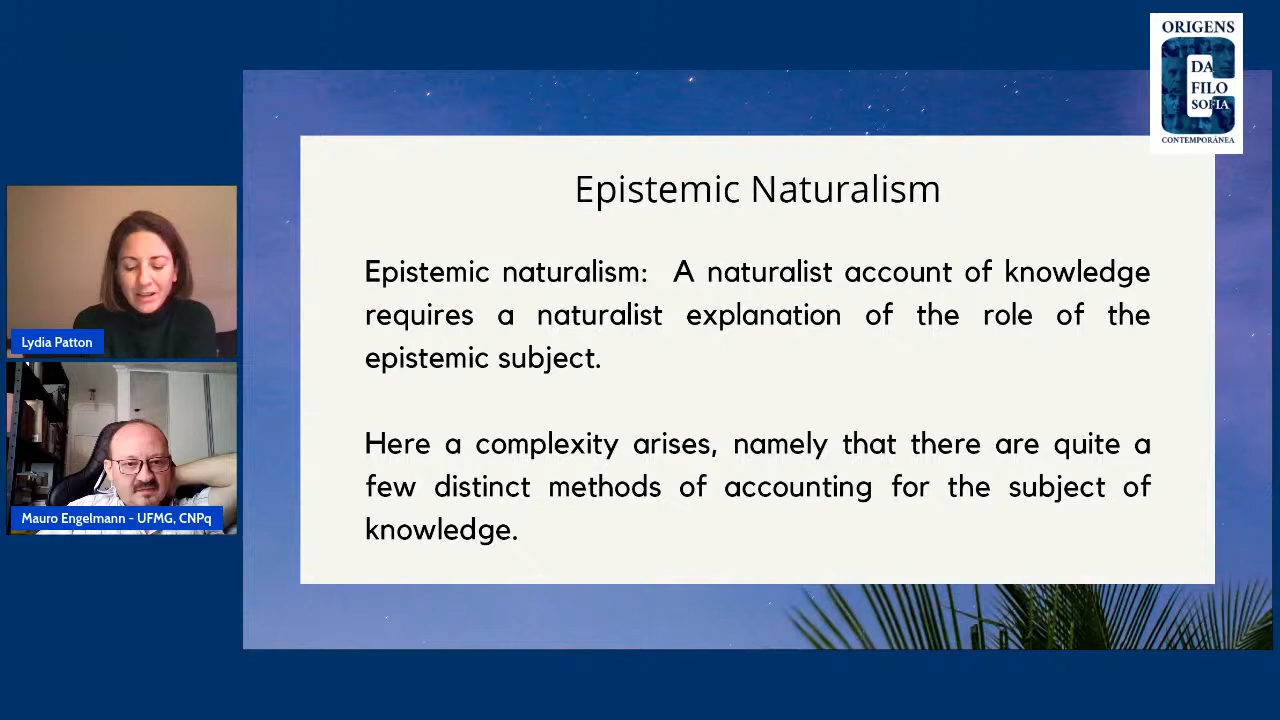 ORIGENS
DA
FILO
SOFIA
CONTEMPORÂNEA
Epistemic Naturalism
Epistemic naturalism: A naturalist account of knowledge
requires a naturalist explanation of the role of the
epistemic subject.
Here a complexity arises, namely that there are quite a
few distinct methods of accounting for the subject of
knowledge.
Lydia Patton
Mauro Engelmann - UFMG, CNPq